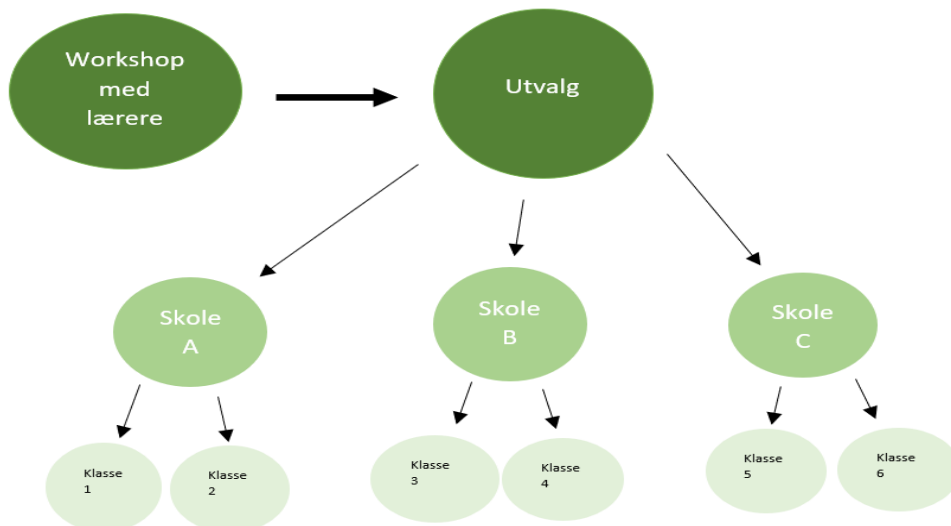 Workshop
med
lærere
Utvalg
Skole
A
Skole
B
Skole
C
Klasse
1
Klasse
2
Klasse
3
Klasse
4
Klasse
5
Klasse
6